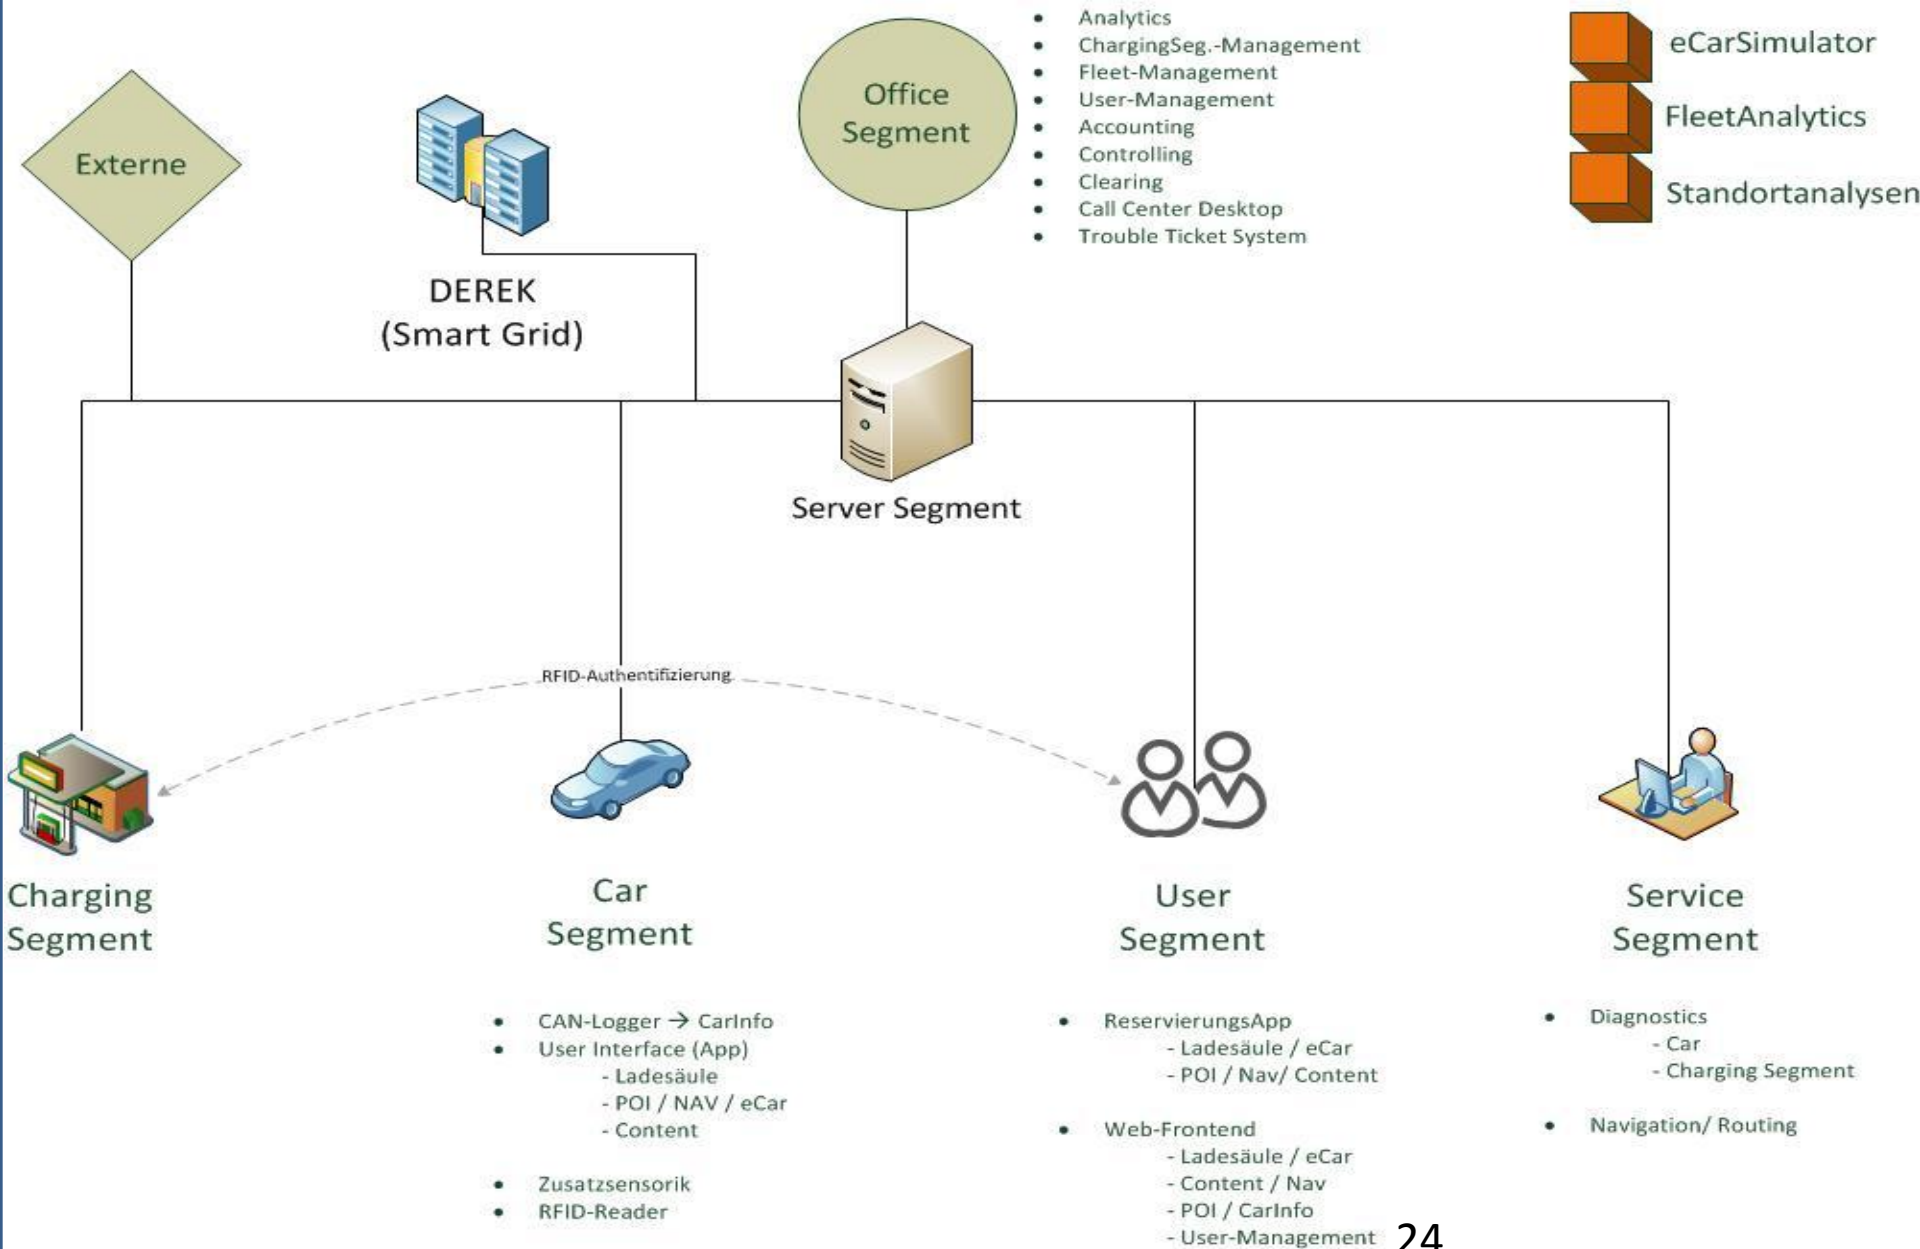 Externe
DEREK
(Smart Grid)
Office
Segment
• Analytics
• ChargingSeg.-Management
• Fleet-Management
• User-Management
• Accounting
• Controlling
• Clearing
• Call Center Desktop
• Trouble Ticket System
eCarSimulator
FleetAnalytics
Standortanalysen
Server Segment
RFID-Authentifizierung
Charging
Segment
Car
Segment
• CAN-Logger → CarInfo
• User Interface (App)
- Ladesäule
- POI / NAV / eCar
- Content
• Zusatzsensorik
• RFID-Reader
User
Segment
• ReservierungsApp
- Ladesäule / eCar
- POI / Nav/ Content
• Web-Frontend
- Ladesäule / eCar
- Content / Nav
- POI / CarInfo
- User-Management
Service
Segment
• Diagnostics
- Car
- Charging Segment
• Navigation/ Routing
24